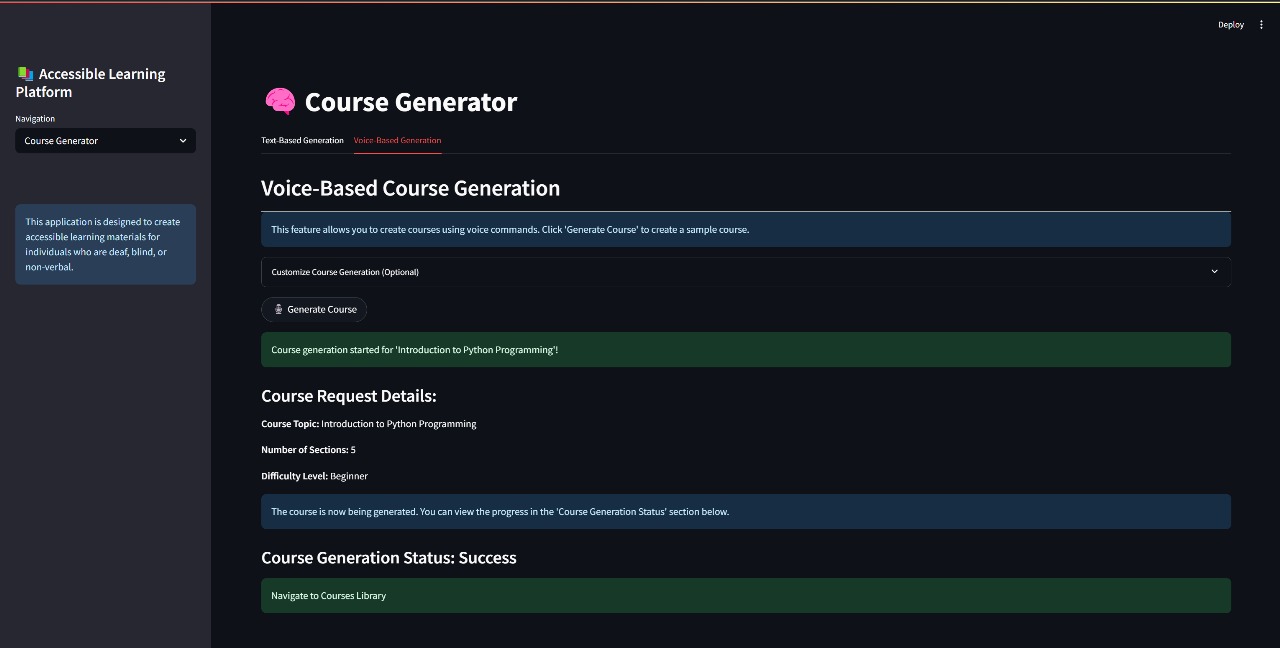 Deploy
Accessible Learning
Platform
Navigation
Course Generator
This application is designed to create
accessible learning materials for
individuals who are deaf, blind, or
non-verbal.
Course Generator
Text-Based Generation Voice-Based Generation
Voice-Based Course Generation
This feature allows you to create courses using voice commands. Click 'Generate Course' to create a sample course.
Customize Course Generation (Optional)
Generate Course
Course generation started for 'Introduction to Python Programming'!
Course Request Details:
Course Topic: Introduction to Python Programming
Number of Sections: 5
Difficulty Level: Beginner
The course is now being generated. You can view the progress in the 'Course Generation Status' section below.
Course Generation Status: Success
Navigate to Courses Library